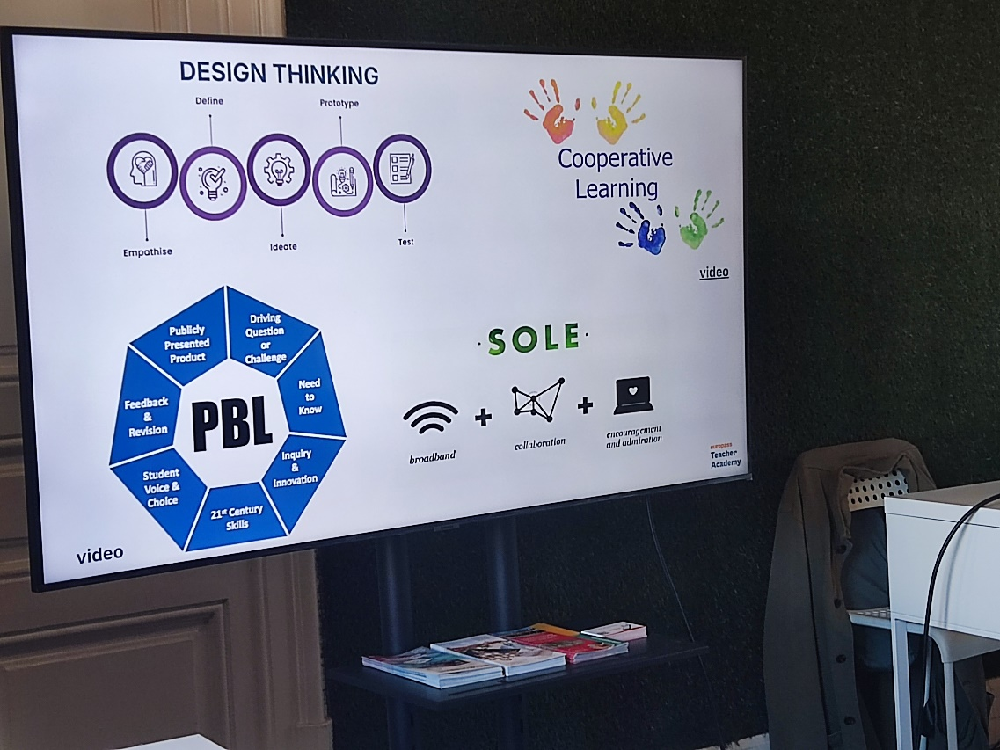 DESIGN THINKING
Define
Prototype
Empathise
Ideate
Test
Cooperative
Learning
video
PBL
Driving
Question
or
Challenge
Need
to
Know
Inquiry
&
Innovation
21st Century
Skills
Student
Voice &
Choice
Feedback
&
Revision
Publicly
Presented
Product
video
· SOLE ·
broadband
+
collaboration
+
encouragement
and admiration
europass
Teacher
Academy